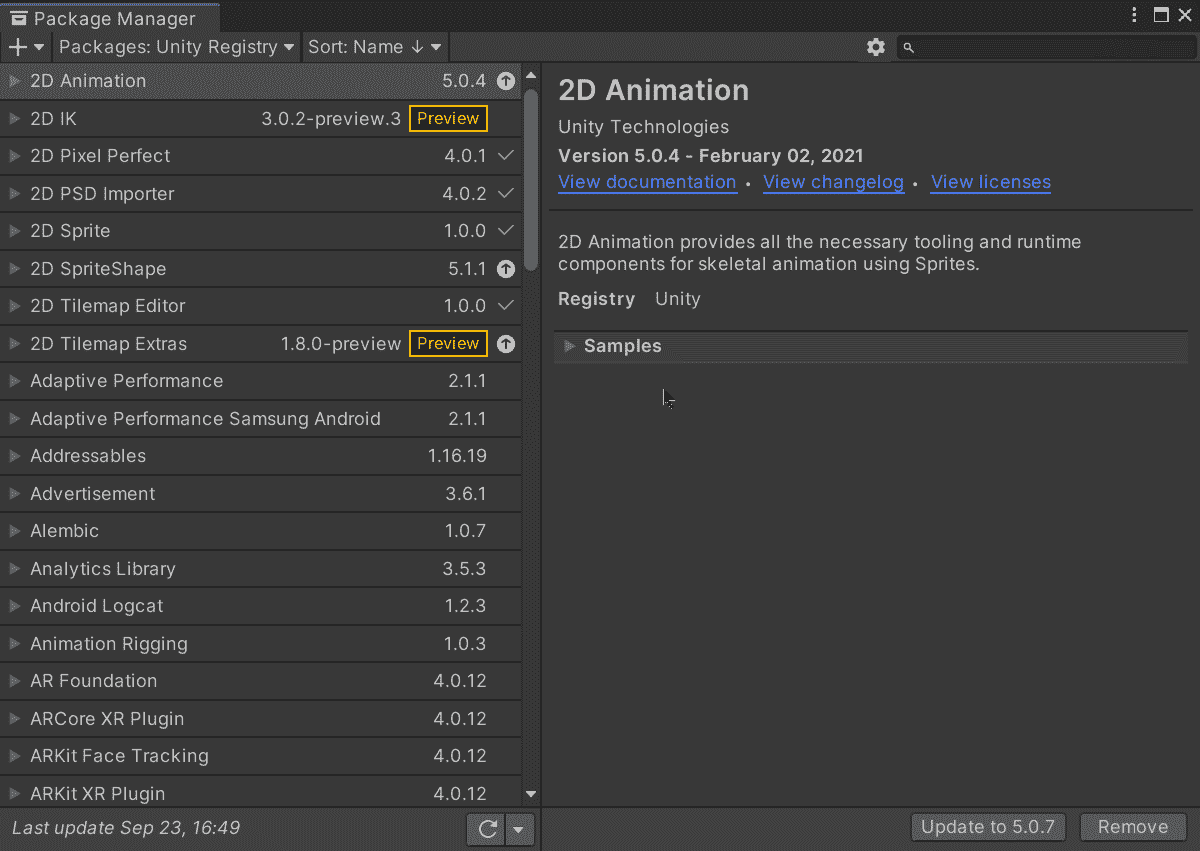 Package Manager
Packages: Unity Registry Sort: Name ↓
2D Animation 5.0.4
2D IK 3.0.2-preview.3 Preview
2D Pixel Perfect 4.0.1
2D PSD Importer 4.0.2
2D Sprite 1.0.0
2D SpriteShape 5.1.1
2D Tilemap Editor 1.0.0
2D Tilemap Extras 1.8.0-preview Preview
Adaptive Performance 2.1.1
Adaptive Performance Samsung Android 2.1.1
Addressables 1.16.19
Advertisement 3.6.1
Alembic 1.0.7
Analytics Library 3.5.3
Android Logcat 1.2.3
Animation Rigging 1.0.3
AR Foundation 4.0.12
ARCore XR Plugin 4.0.12
ARKit Face Tracking 4.0.12
ARKit XR Plugin 4.0.12
Last update Sep 23, 16:49
2D Animation
Unity Technologies
Version 5.0.4 - February 02, 2021
View documentation • View changelog • View licenses
2D Animation provides all the necessary tooling and runtime
components for skeletal animation using Sprites.
Registry Unity
Samples
Update to 5.0.7 Remove